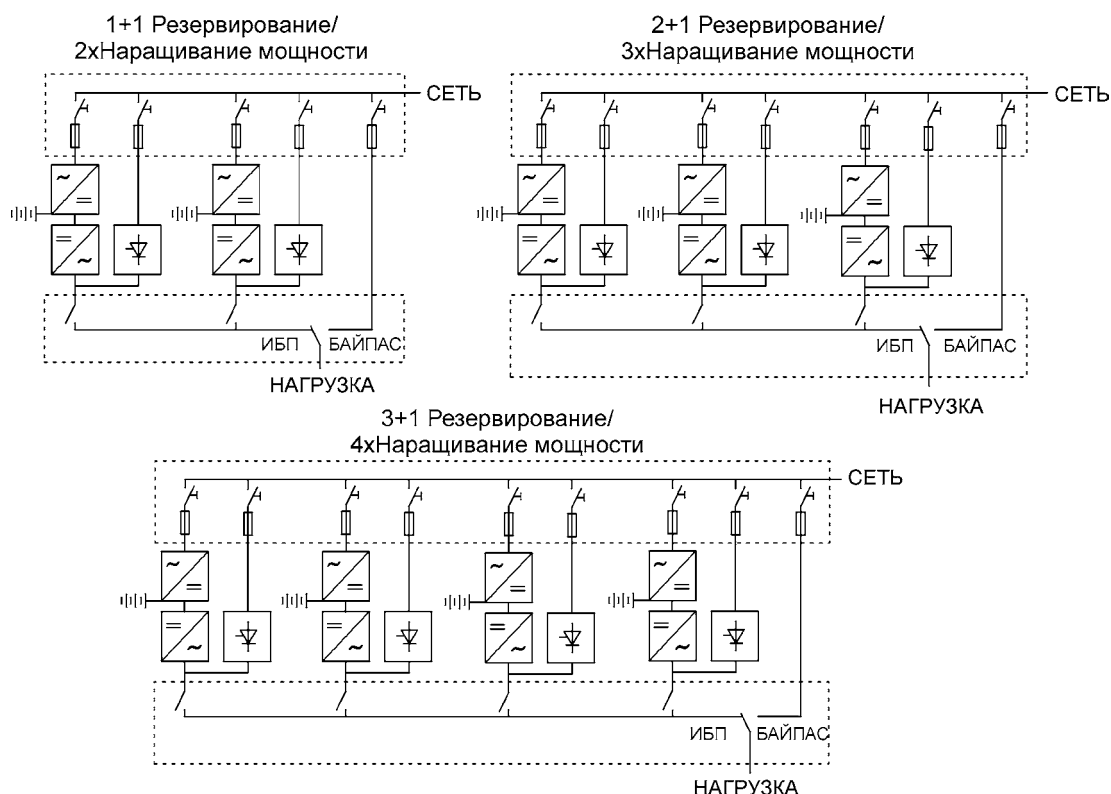 1+1 Резервирование/
2хНаращивание мощности
СЕТЬ
ИБП
БАЙПАС
НАГРУЗКА
2+1 Резервирование/
3хНаращивание мощности
СЕТЬ
ИБП
БАЙПАС
НАГРУЗКА
3+1 Резервирование/
4хНаращивание мощности
СЕТЬ
ИБП
БАЙПАС
НАГРУЗКА